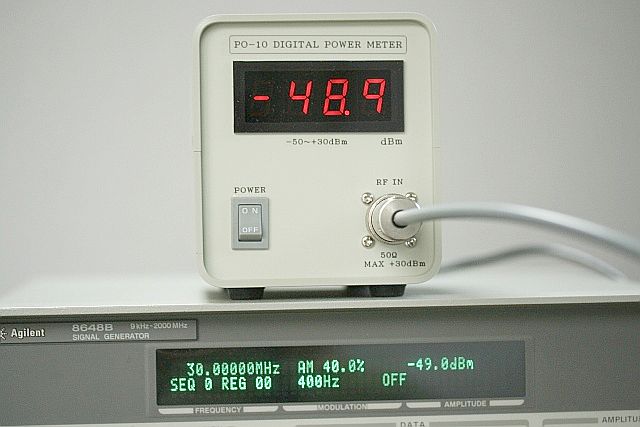 PO-10 DIGITAL POWER METER
-48.9
-50~+30dBm dBm
POWER
ON
OFF
RF IN
50Ω
MAX +30dBm
Agilent 8648B 9 kHz-2000 MHz
SIGNAL GENERATOR
30.00000MHz AM 40.0% -49.0dBm
SEQ 0 REG 00 400Hz OFF
FREQUENCY MODULATION AMPLITUDE
DATA